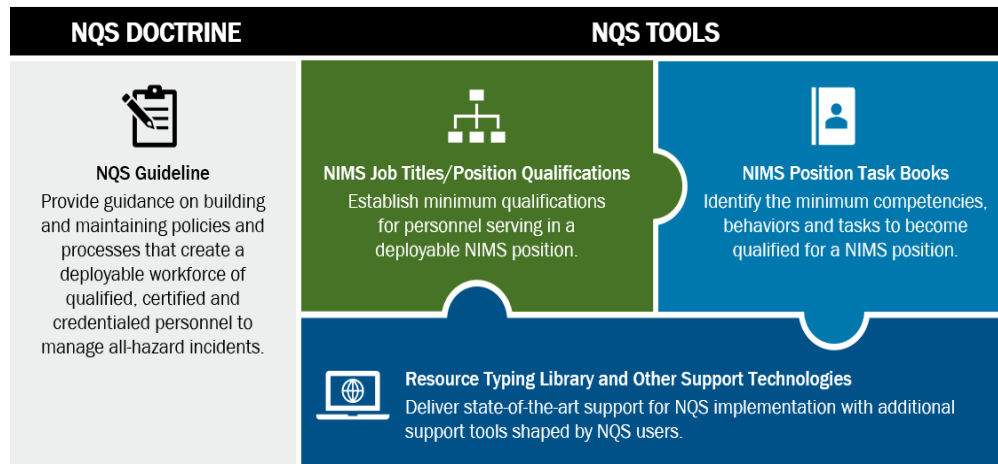 NQS DOCTRINE
NQS TOOLS
NQS Guideline
Provide guidance on building
and maintaining policies and
processes that create a
deployable workforce of
qualified, certified and
credentialed personnel to
manage all-hazard incidents.
NIMS Job Titles/Position Qualifications
Establish minimum qualifications
for personnel serving in a
deployable NIMS position.
NIMS Position Task Books
Identify the minimum competencies,
behaviors and tasks to become
qualified for a NIMS position.
Resource Typing Library and Other Support Technologies
Deliver state-of-the-art support for NQS implementation with additional
support tools shaped by NQS users.